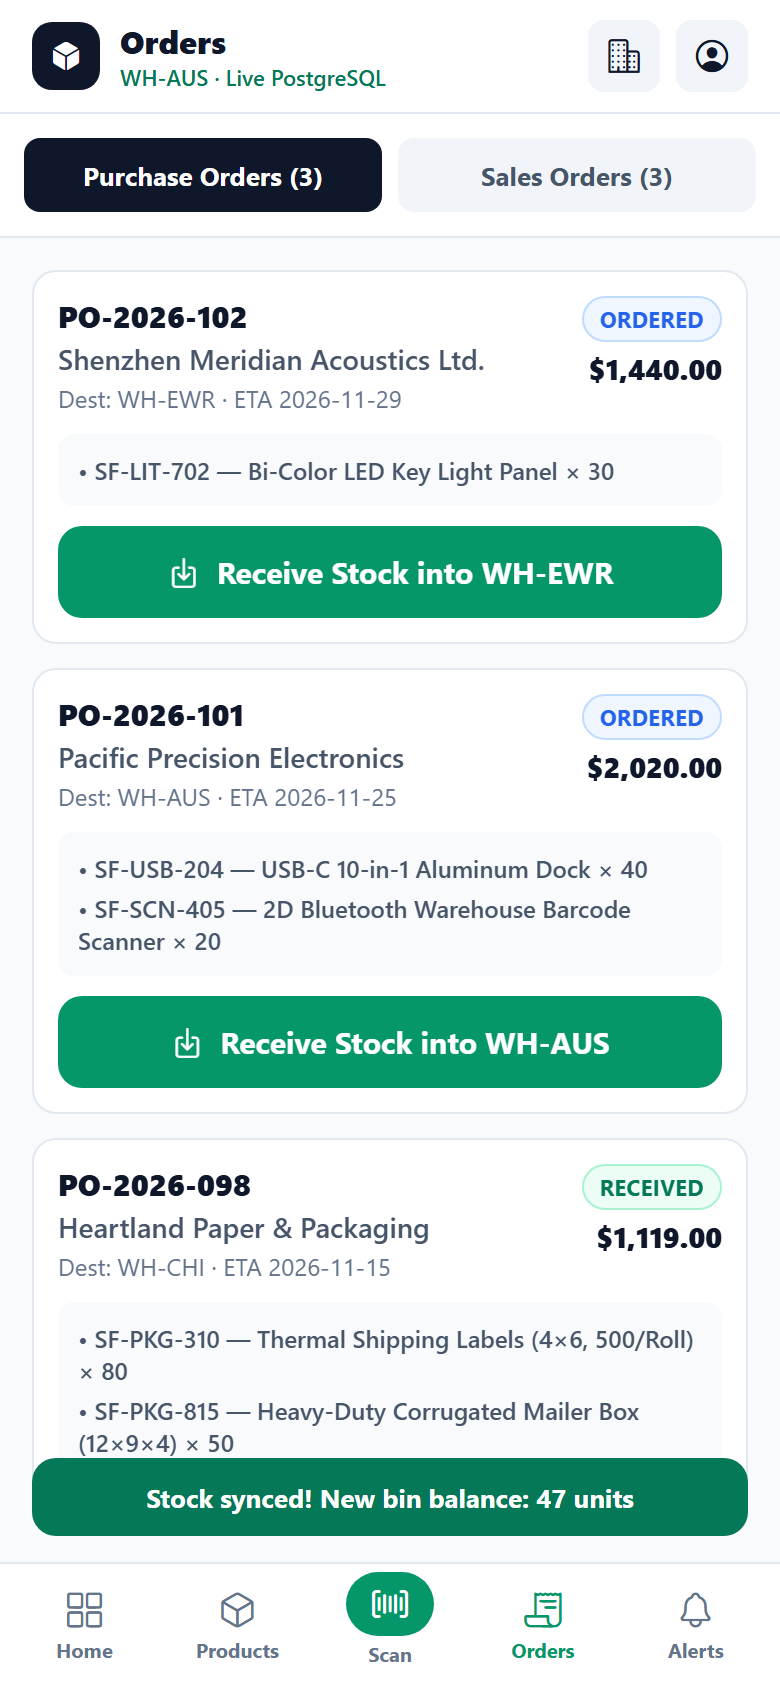 Orders
WH-AUS · Live PostgreSQL
Purchase Orders (3)
Sales Orders (3)
PO-2026-102
ORDERED
Shenzhen Meridian Acoustics Ltd.
$1,440.00
Dest: WH-EWR · ETA 2026-11-29
• SF-LIT-702 — Bi-Color LED Key Light Panel × 30
Receive Stock into WH-EWR
PO-2026-101
ORDERED
Pacific Precision Electronics
$2,020.00
Dest: WH-AUS · ETA 2026-11-25
• SF-USB-204 — USB-C 10-in-1 Aluminum Dock × 40
• SF-SCN-405 — 2D Bluetooth Warehouse Barcode
Scanner × 20
Receive Stock into WH-AUS
PO-2026-098
RECEIVED
Heartland Paper & Packaging
$1,119.00
Dest: WH-CHI · ETA 2026-11-15
• SF-PKG-310 — Thermal Shipping Labels (4×6, 500/Roll)
× 80
• SF-PKG-815 — Heavy-Duty Corrugated Mailer Box
(12×9×4) × 50
Stock synced! New bin balance: 47 units
Home
Products
Scan
Orders
Alerts